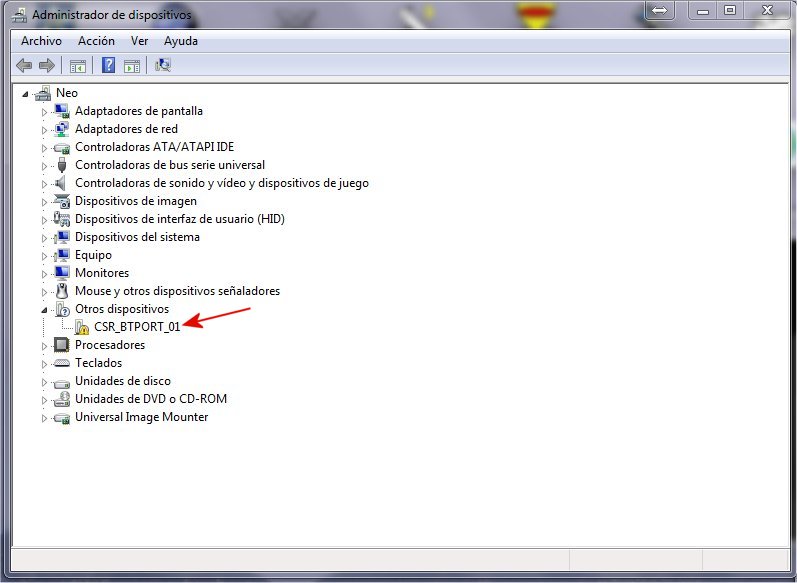 Administrador de dispositivos
Archivo Acción Ver Ayuda
Neo
Adaptadores de pantalla
Adaptadores de red
Controladoras ATA/ATAPI IDE
Controladoras de bus serie universal
Controladoras de sonido y vídeo y dispositivos de juego
Dispositivos de imagen
Dispositivos de interfaz de usuario (HID)
Dispositivos del sistema
Equipo
Monitores
Mouse y otros dispositivos señaladores
Otros dispositivos
CSR_BTPORT_01
Procesadores
Teclados
Unidades de disco
Unidades de DVD o CD-ROM
Universal Image Mounter